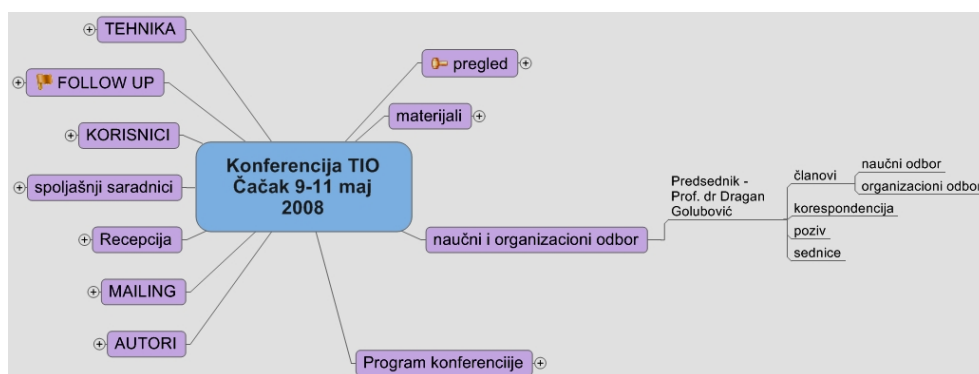 TEHNIKA
FOLLOW UP
KORISNICI
spoljašnji saradnici
Recepcija
MAILING
AUTORI
Konferencija TIO
Čačak 9-11 maj
2008
pregled
materijali
naučni i organizacioni odbor
Predsednik -
Prof. dr Dragan
Golubović
članovi
naučni odbor
organizacioni odbor
korespondencija
poziv
sednice
Program konferenciije